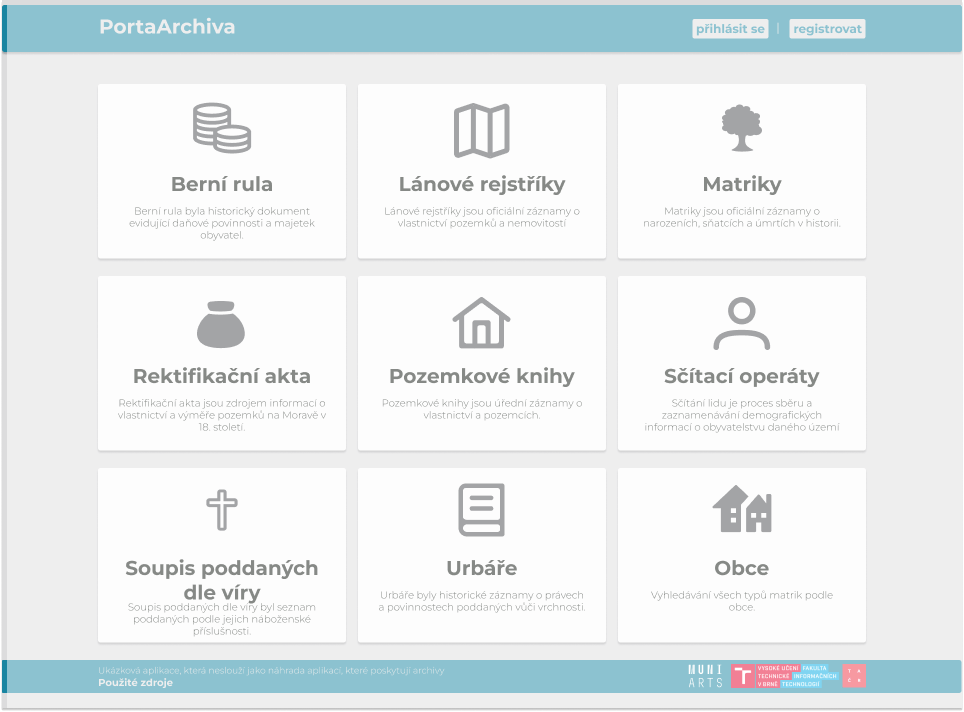 PortaArchiva
přihlásit se | registrovat
Berní rula
Berní rula byla historický dokument
evidující daňové povinnosti a majetek
obyvatel.
Lánové rejstříky
Lánové rejstříky jsou oficiální záznamy o
vlastnictví pozemků a nemovitostí
Matriky
Matriky jsou oficiální záznamy o
narozeních, sňatcích a úmrtích v historii.
Rektifikační akta
Rektifikační akta jsou zdrojem informací o
vlastnictví a výměře pozemků na Moravě v
18. století.
Pozemkové knihy
Pozemkové knihy jsou úřední záznamy o
vlastnictví a pozemcích.
Sčítací operáty
Sčítání lidu je proces sběru a
zaznamenávání demografických
informací o obyvatelstvu daného území
Soupis poddaných
dle víry
Soupis poddaných dle víry byl seznam
poddaných podle jejich náboženské
příslušnosti.
Urbáře
Urbáře byly historické záznamy o právech
a povinnostech poddaných vůči vrchnosti.
Obce
Vyhledávání všech typů matrik podle
obce.
Ukázková aplikace, která neslouží jako náhrada aplikací, které poskytují archivy
Použité zdroje
MUNI
ARTS
T
VYSOKÉ UČENÍ FAKULTA
TECHNICKÉ INFORMAČNÍCH
V BRNĚ TECHNOLOGIÍ
T A
Č R